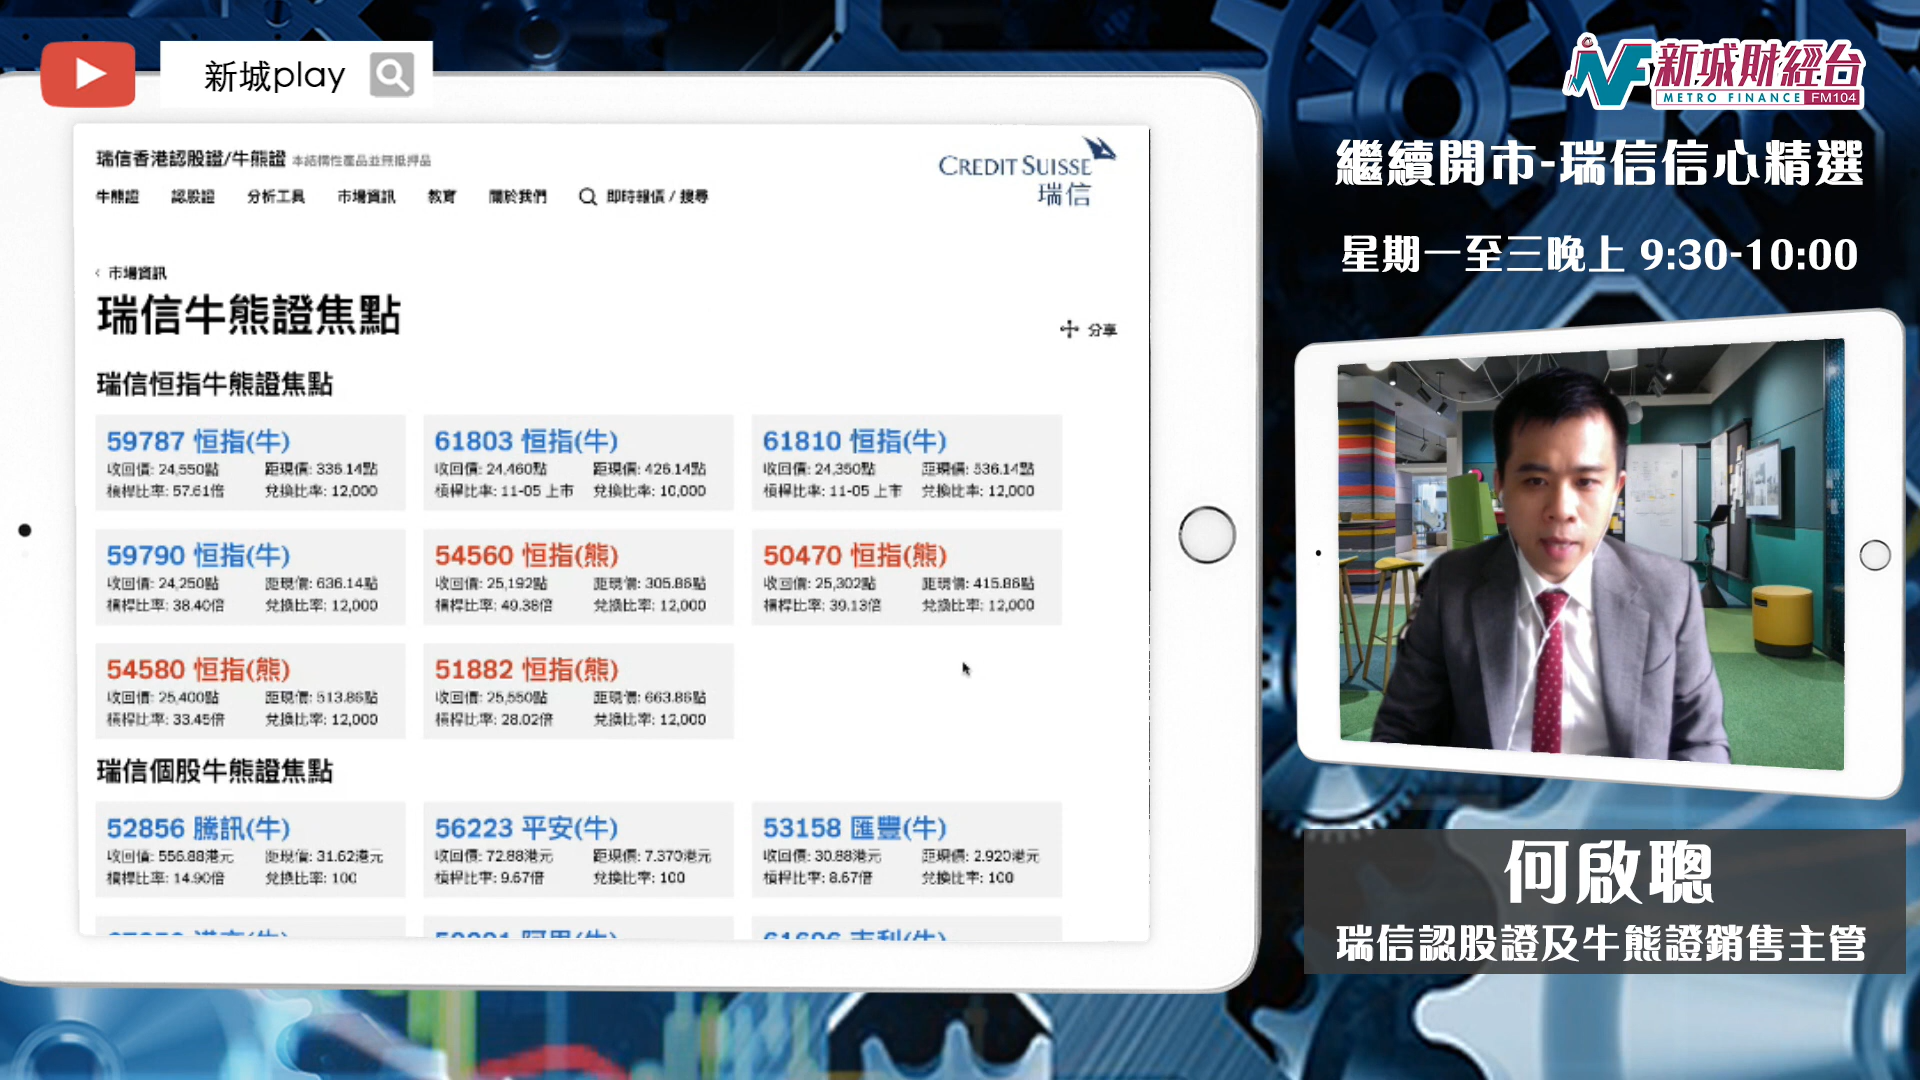 新城play
新城財經台
METRO FINANCE FM104
繼續開市-瑞信信心精選
星期一至三晚上 9:30-10:00
瑞信香港認股證/牛熊證 本結構性產品並無抵押品
CREDIT SUISSE
瑞信
牛熊證 認股證 分析工具 市場資訊 教育 關於我們 即時報價 / 搜尋
‹ 市場資訊
瑞信牛熊證焦點
分享
瑞信恒指牛熊證焦點
59787 恒指(牛)
收回價: 24,550點 距現價: 336.14點
槓桿比率: 57.61倍 兌換比率: 12,000
61803 恒指(牛)
收回價: 24,460點 距現價: 426.14點
槓桿比率: 11-05 上市 兌換比率: 10,000
61810 恒指(牛)
收回價: 24,350點 距現價: 536.14點
槓桿比率: 11-05 上市 兌換比率: 12,000
59790 恒指(牛)
收回價: 24,250點 距現價: 636.14點
槓桿比率: 38.40倍 兌換比率: 12,000
54560 恒指(熊)
收回價: 25,192點 距現價: 305.86點
槓桿比率: 49.38倍 兌換比率: 12,000
50470 恒指(熊)
收回價: 25,302點 距現價: 415.86點
槓桿比率: 39.13倍 兌換比率: 12,000
54580 恒指(熊)
收回價: 25,400點 距現價: 513.86點
槓桿比率: 33.45倍 兌換比率: 12,000
51882 恒指(熊)
收回價: 25,550點 距現價: 663.86點
槓桿比率: 28.02倍 兌換比率: 12,000
瑞信個股牛熊證焦點
52856 騰訊(牛)
收回價: 556.88港元 距現價: 31.62港元
槓桿比率: 14.90倍 兌換比率: 100
56223 平安(牛)
收回價: 72.88港元 距現價: 7.370港元
槓桿比率: 9.67倍 兌換比率: 100
53158 匯豐(牛)
收回價: 30.88港元 距現價: 2.920港元
槓桿比率: 8.67倍 兌換比率: 100
何啟聰
瑞信認股證及牛熊證銷售主管